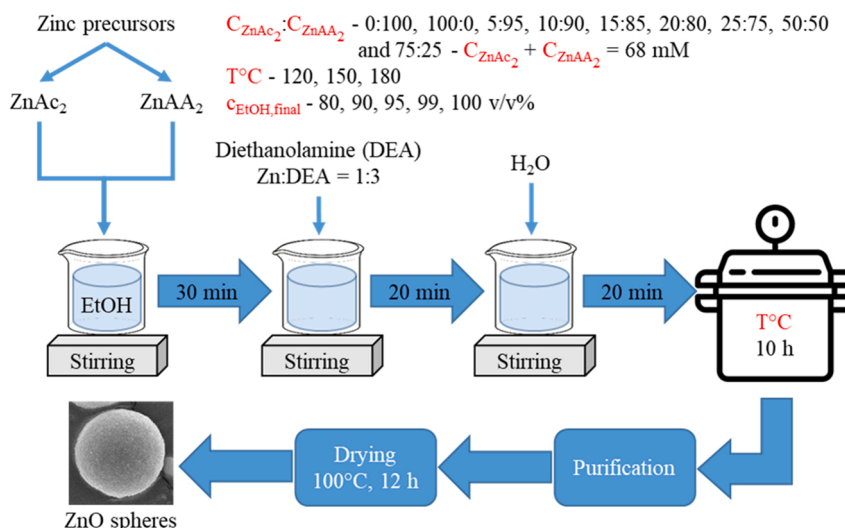 Zinc precursors
ZnAc₂
ZnAA₂
C_ZnAc₂:C_ZnAA₂ - 0:100, 100:0, 5:95, 10:90, 15:85, 20:80, 25:75, 50:50
and 75:25 - C_ZnAc₂ + C_ZnAA₂ = 68 mM
T°C - 120, 150, 180
c_EtOH,final - 80, 90, 95, 99, 100 v/v%
Diethanolamine (DEA)
Zn:DEA = 1:3
H₂O
EtOH
Stirring
30 min
Stirring
20 min
Stirring
20 min
T°C
10 h
Purification
Drying
100°C, 12 h
ZnO spheres